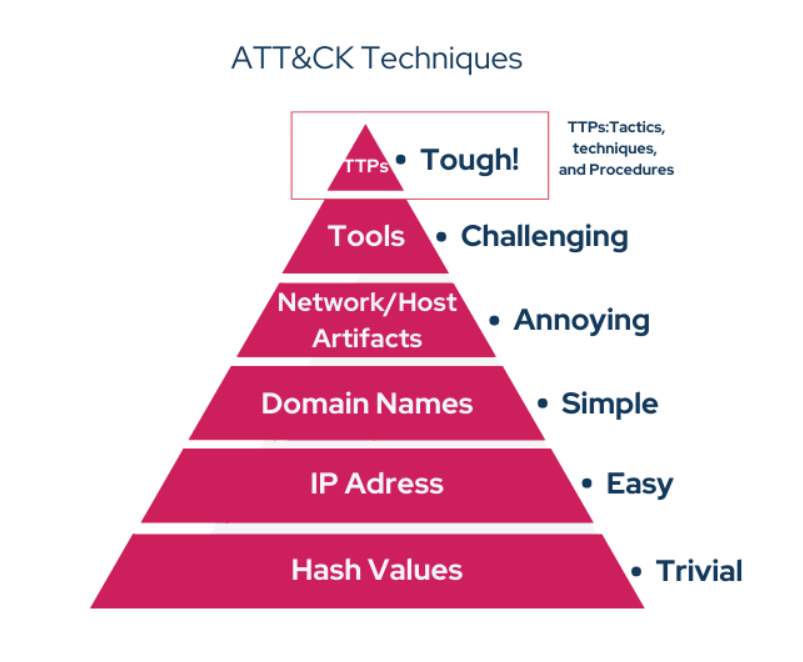 ATT&CK Techniques
TTPs
• Tough!
TTPs:Tactics,
techniques,
and Procedures
Tools
• Challenging
Network/Host
Artifacts
• Annoying
Domain Names
• Simple
IP Adress
• Easy
Hash Values
• Trivial